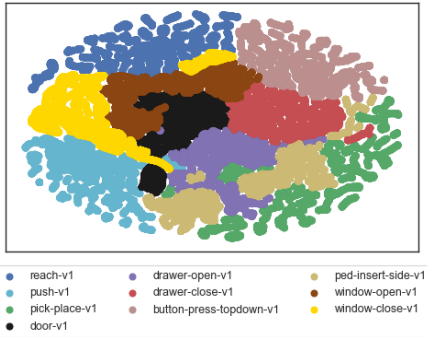 reach-v1 drawer-open-v1 ped-insert-side-v1
push-v1 drawer-close-v1 window-open-v1
pick-place-v1 button-press-topdown-v1 window-close-v1
door-v1